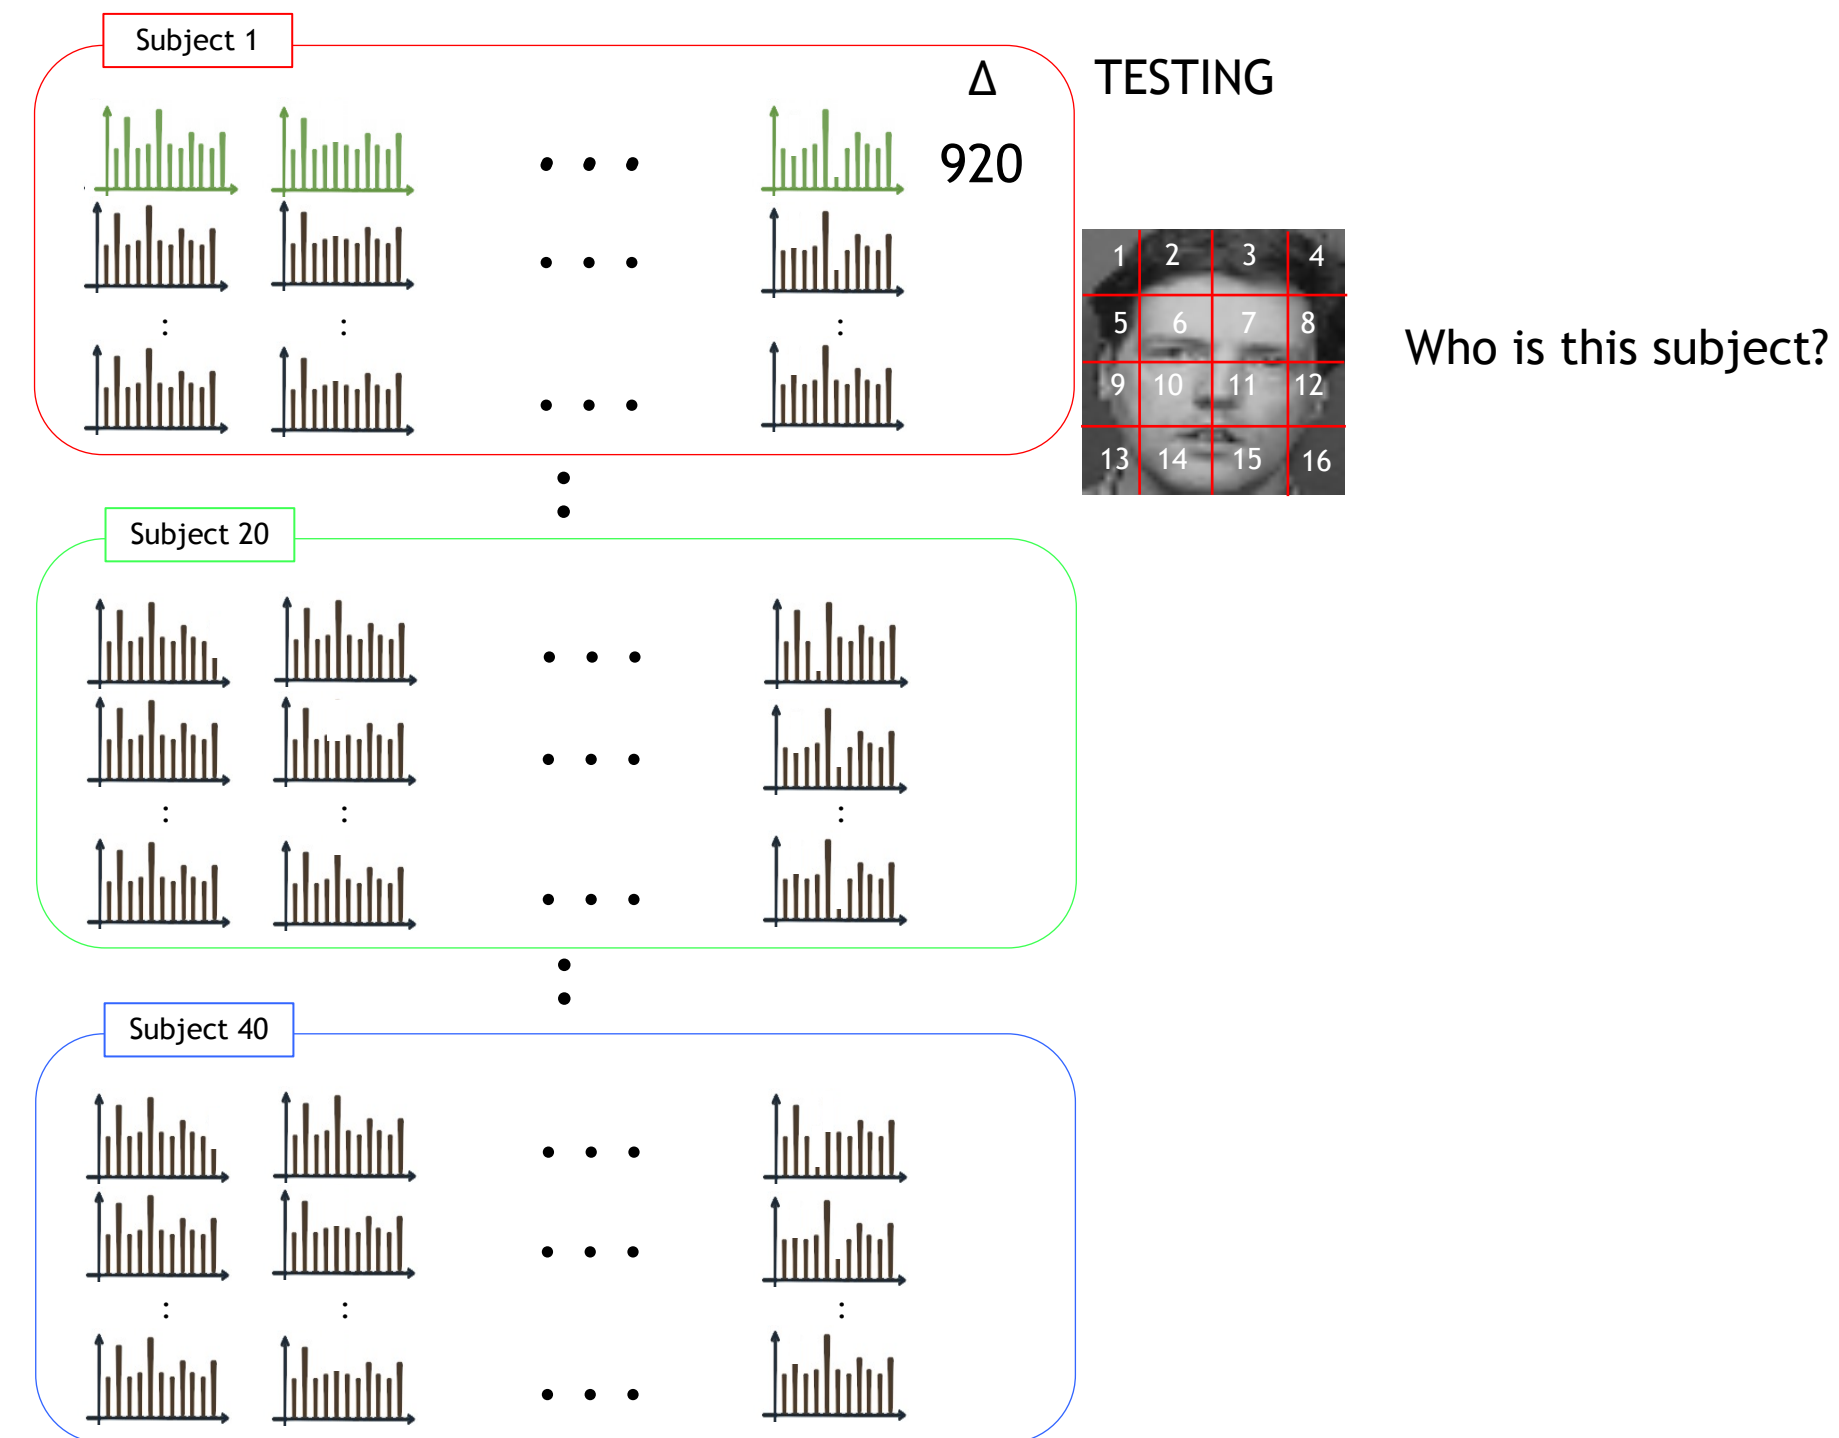 Subject 1
Δ
TESTING
920
1 2 3 4
5 6 7 8
9 10 11 12
13 14 15 16
Who is this subject?
Subject 20
Subject 40